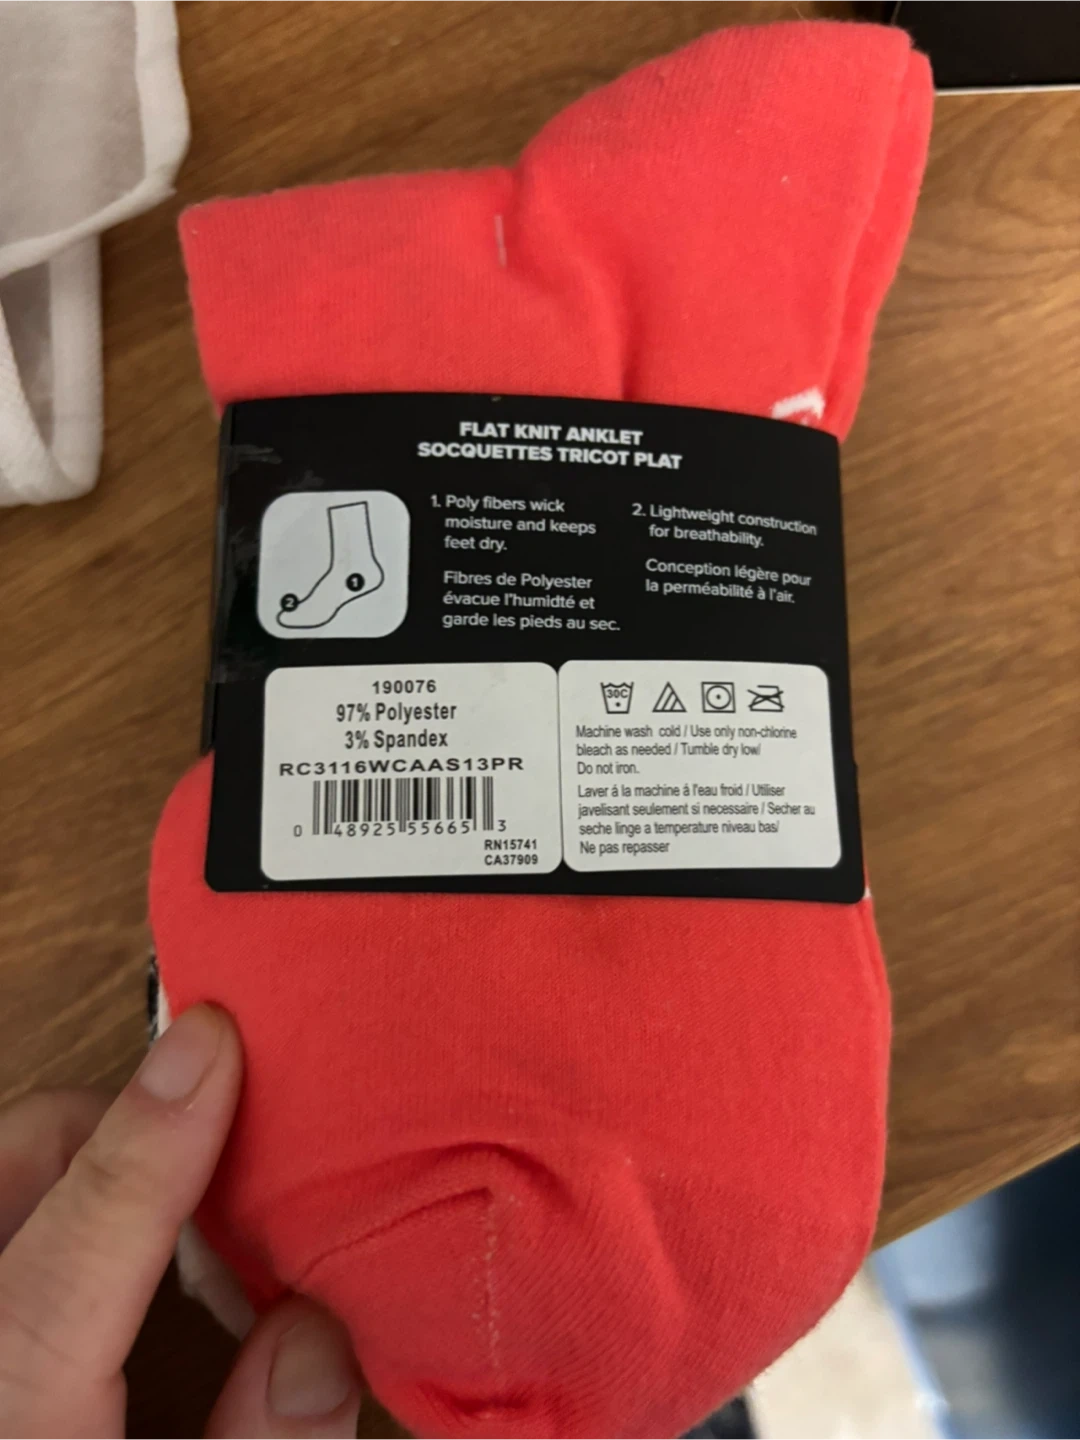 FLAT KNIT ANKLET
SOCQUETTES TRICOT PLAT
1. Poly fibers wick
moisture and keeps
feet dry.
Fibres de Polyester
évacue l'humidté et
garde les pieds au sec.
2. Lightweight construction
for breathability.
Conception légère pour
la perméabilité à l'air.
1
2
190076
97% Polyester
3% Spandex
RC3116WCAAS13PR
0 48925 55665 3
RN15741
CA37909
30C
Machine wash cold / Use only non-chlorine
bleach as needed / Tumble dry low/
Do not iron.
Laver á la machine á l'eau froid / Utiliser
javelisant seulement si necessaire / Secher au
seche linge a temperature niveau bas/
Ne pas repasser